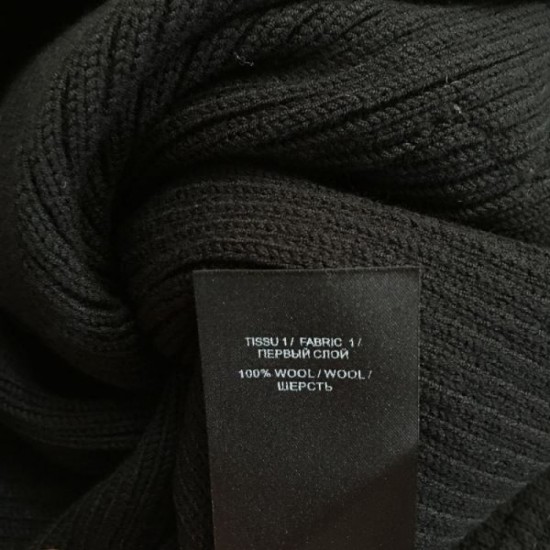 TISSU 1 / FABRIC 1 /
ПЕРВЫЙ СЛОЙ
100% WOOL / WOOL /
ШЕРСТЬ